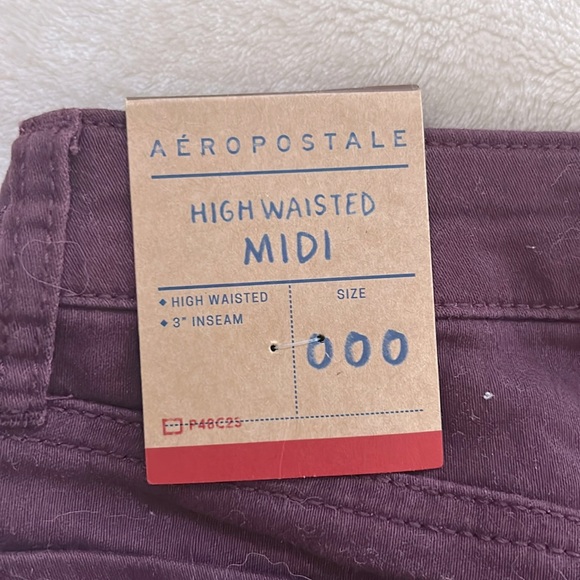 AÉROPOSTALE
HIGH WAISTED
MIDI
◆ HIGH WAISTED
◆ 3" INSEAM
SIZE
000
P48C25